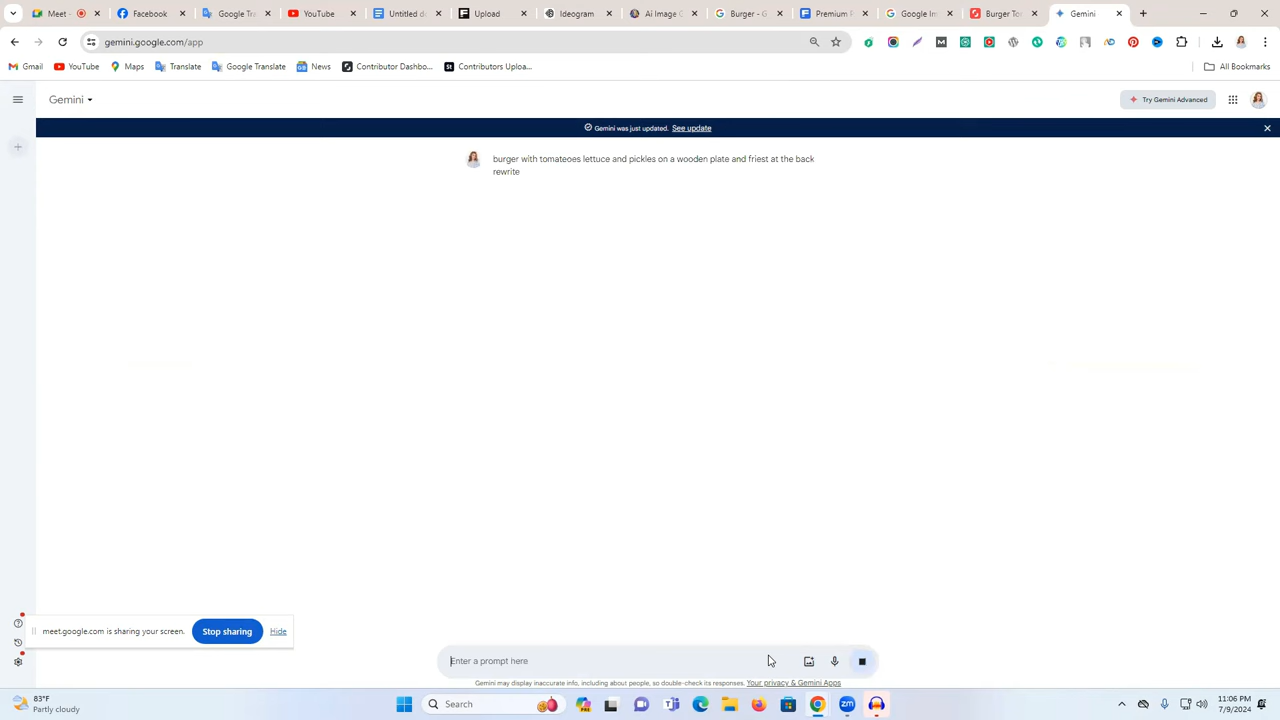 Meet -
Facebook
Google Tra
YouTube
Untitled do
Upload
Ideogram
Ai Image G
Burger - G
Premium P
Google Im
Burger To
Gemini
gemini.google.com/app
Gmail
YouTube
Maps
Translate
Google Translate
News
Contributor Dashbo...
Contributors Uploa...
All Bookmarks
Gemini
Try Gemini Advanced
Gemini was just updated. See update
burger with tomateoes lettuce and pickles on a wooden plate and friest at the back
rewrite
meet.google.com is sharing your screen.
Stop sharing
Hide
Enter a prompt here
Gemini may display inaccurate info, including about people, so double-check its responses. Your privacy & Gemini Apps
83°F
Partly cloudy
Search
11:06 PM
7/9/2024